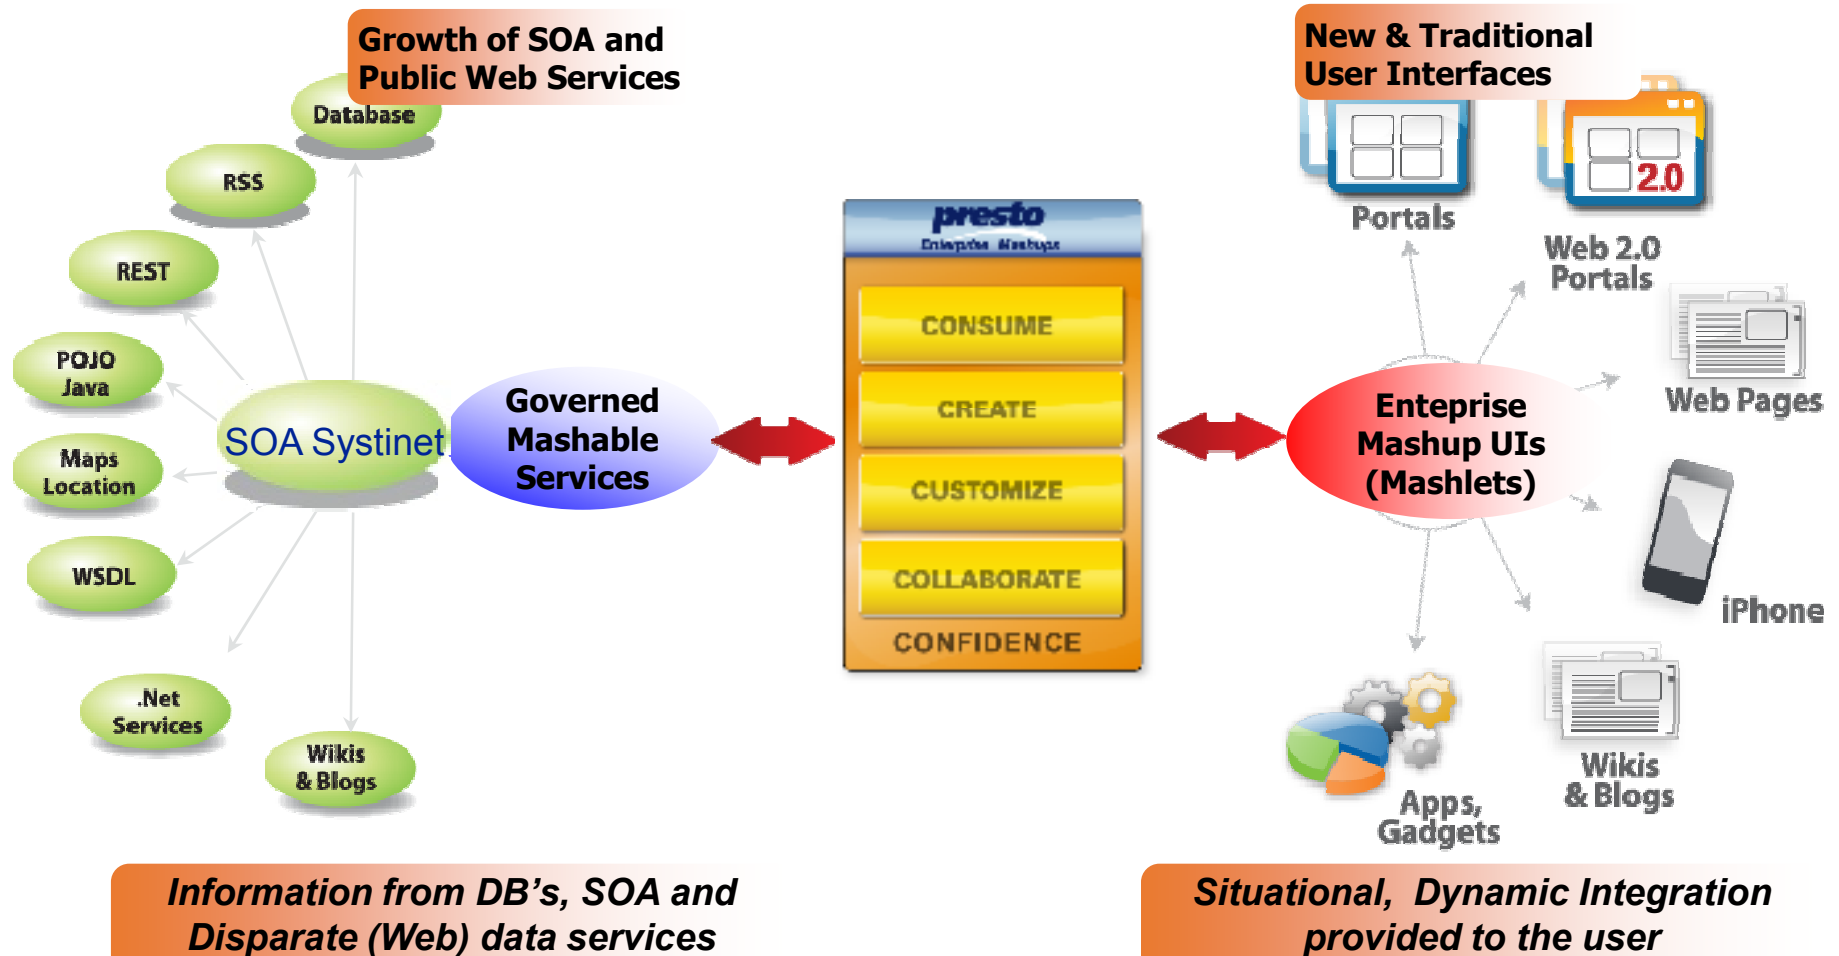 Growth of SOA and
Public Web Services
New & Traditional
User Interfaces
Database
RSS
REST
POJO
Java
Maps
Location
WSDL
.Net
Services
Wikis
& Blogs
SOA Systinet
Governed
Mashable
Services
presto
Enterprise Mashups
CONSUME
CREATE
CUSTOMIZE
COLLABORATE
CONFIDENCE
Enteprise
Mashup UIs
(Mashlets)
Portals
2.0
Web 2.0
Portals
Web Pages
iPhone
Wikis
& Blogs
Apps,
Gadgets
Information from DB's, SOA and
Disparate (Web) data services
Situational, Dynamic Integration
provided to the user